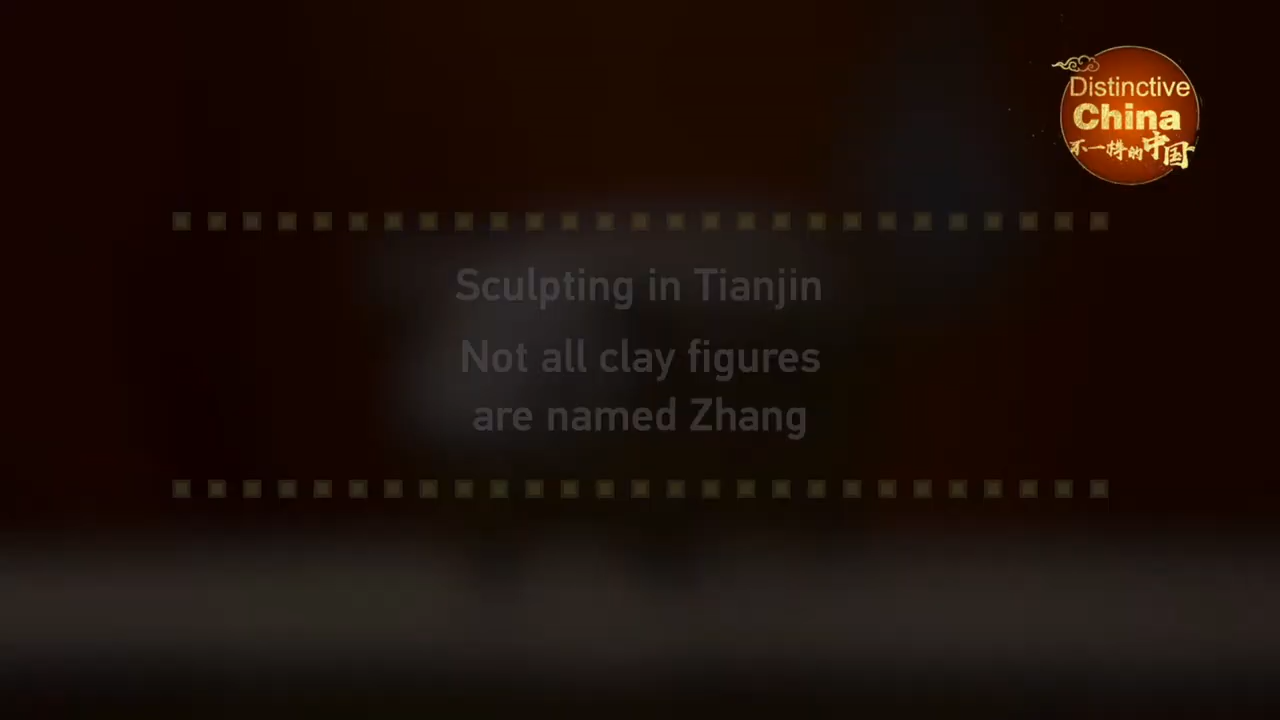 Distinctive
China
不一样的中国
Sculpting in Tianjin
Not all clay figures
are named Zhang